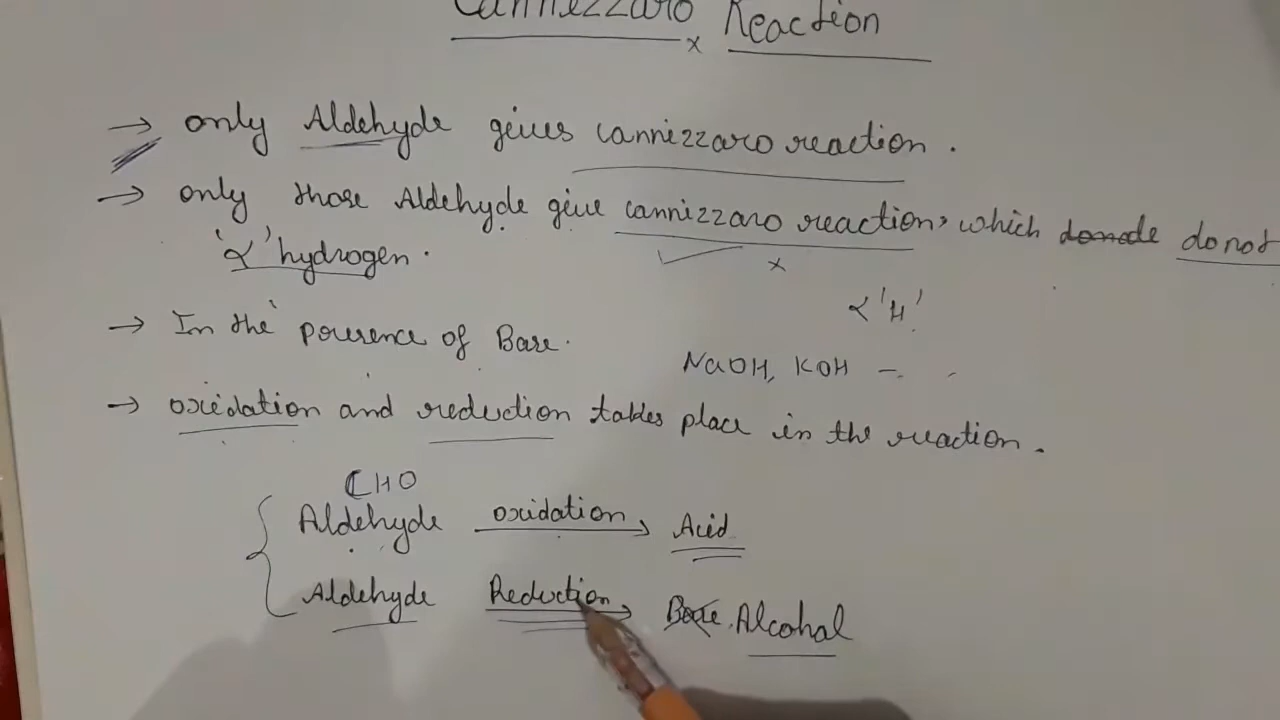 Cannizzaro Reaction
→ only Aldehyde gives cannizzaro reaction.
→ only those Aldehyde give cannizzaro reaction, which donot
'α' hydrogen.
α 'H'
→ In the presence of Base.
NaOH, KOH –
→ oxidation and reduction takes place in the reaction.
CHO
Aldehyde oxidation → Acid
Aldehyde Reduction → Base. Alcohal